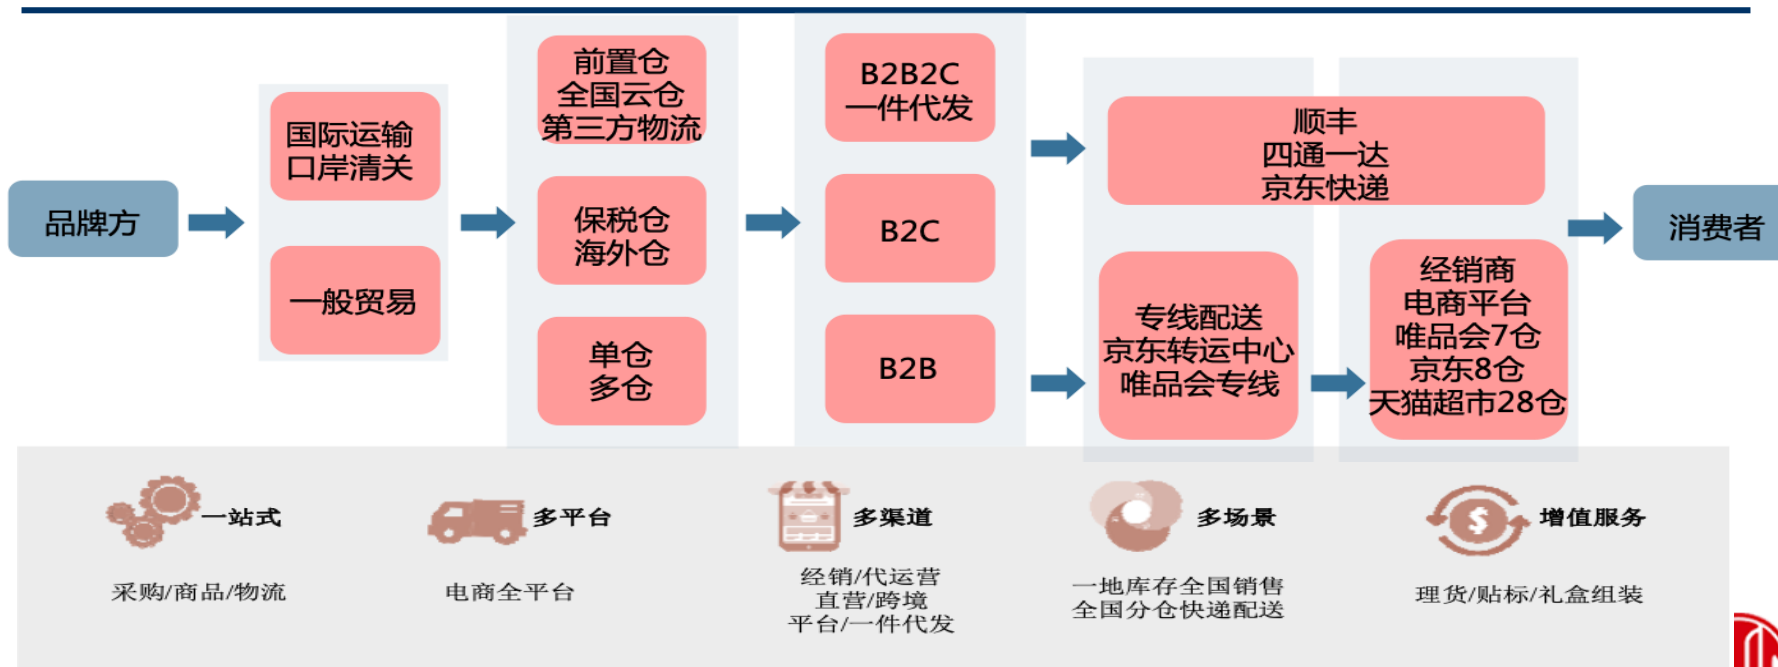 品牌方
国际运输
口岸清关
一般贸易
前置仓
全国云仓
第三方物流
保税仓
海外仓
单仓
多仓
B2B2C
一件代发
B2C
B2B
顺丰
四通一达
京东快递
专线配送
京东转运中心
唯品会专线
经销商
电商平台
唯品会7仓
京东8仓
天猫超市28仓
消费者
一站式
采购/商品/物流
多平台
电商全平台
多渠道
经销/代运营
直营/跨境
平台/一件代发
多场景
一地库存全国销售
全国分仓快递配送
增值服务
理货/贴标/礼盒组装